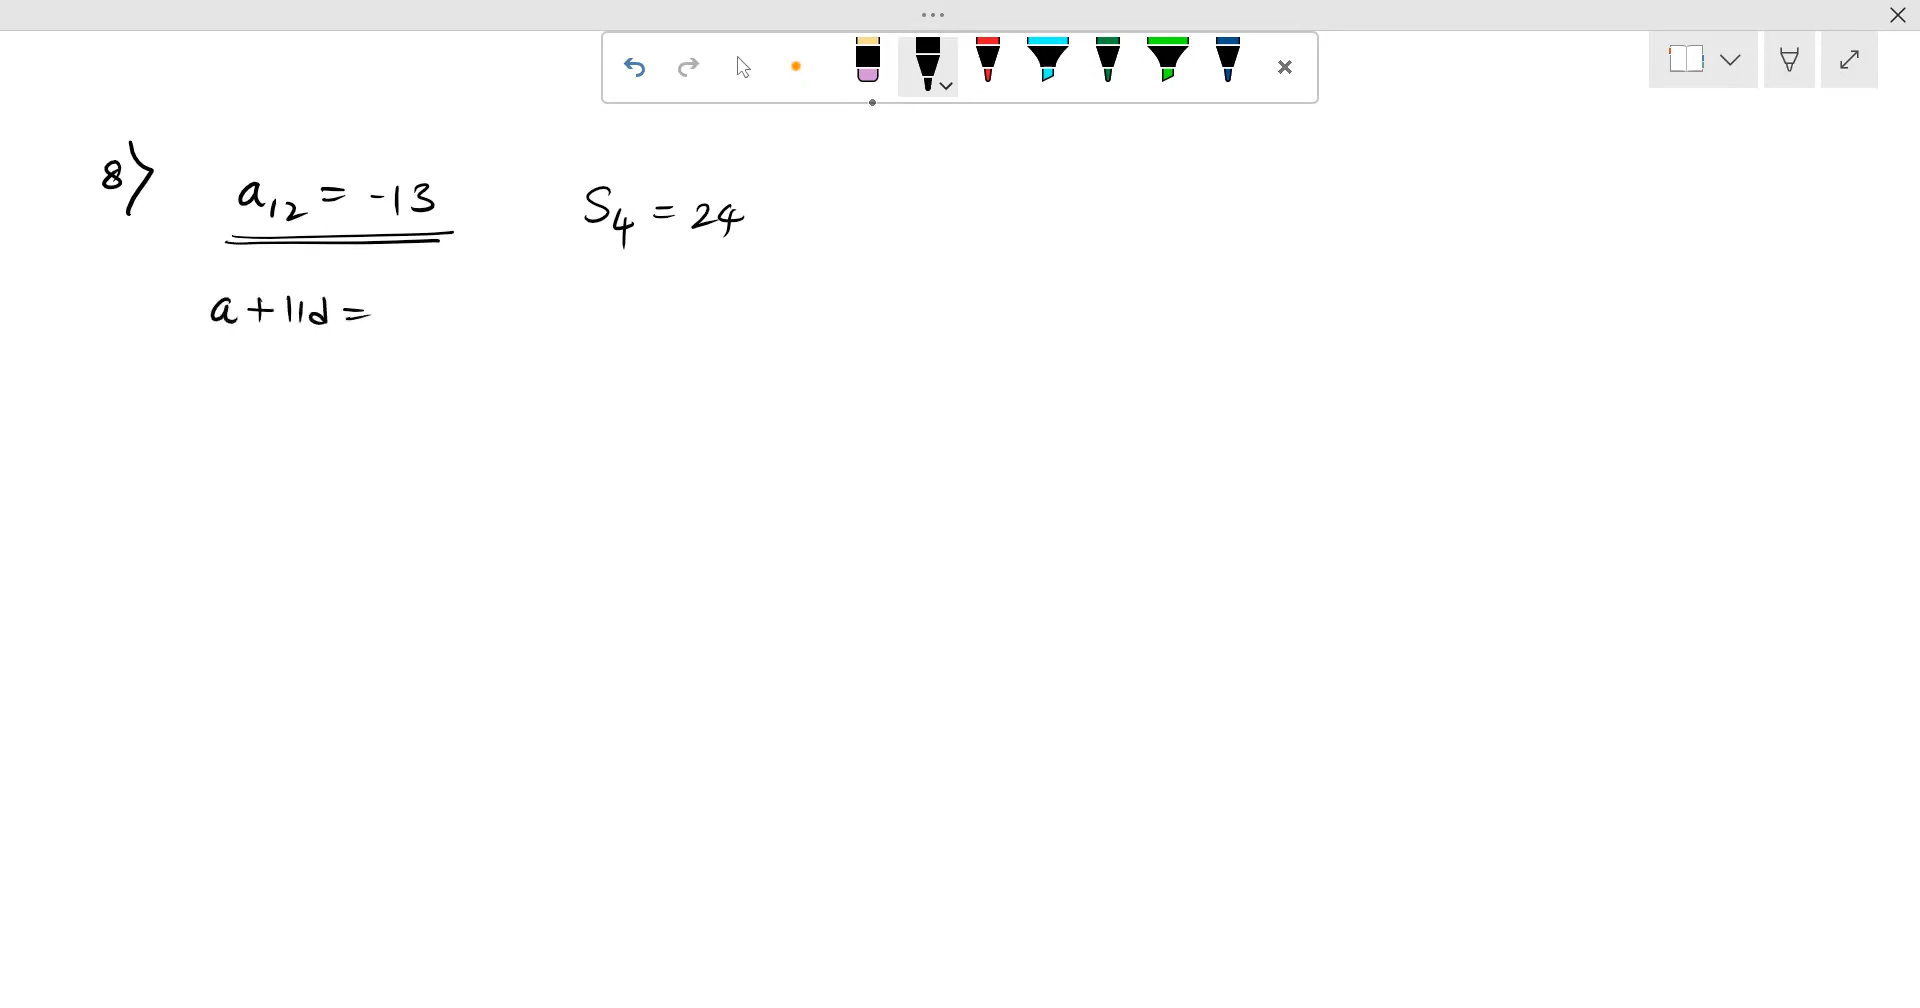 8) a₁₂ = -13 S₄ = 24
a + 11d =